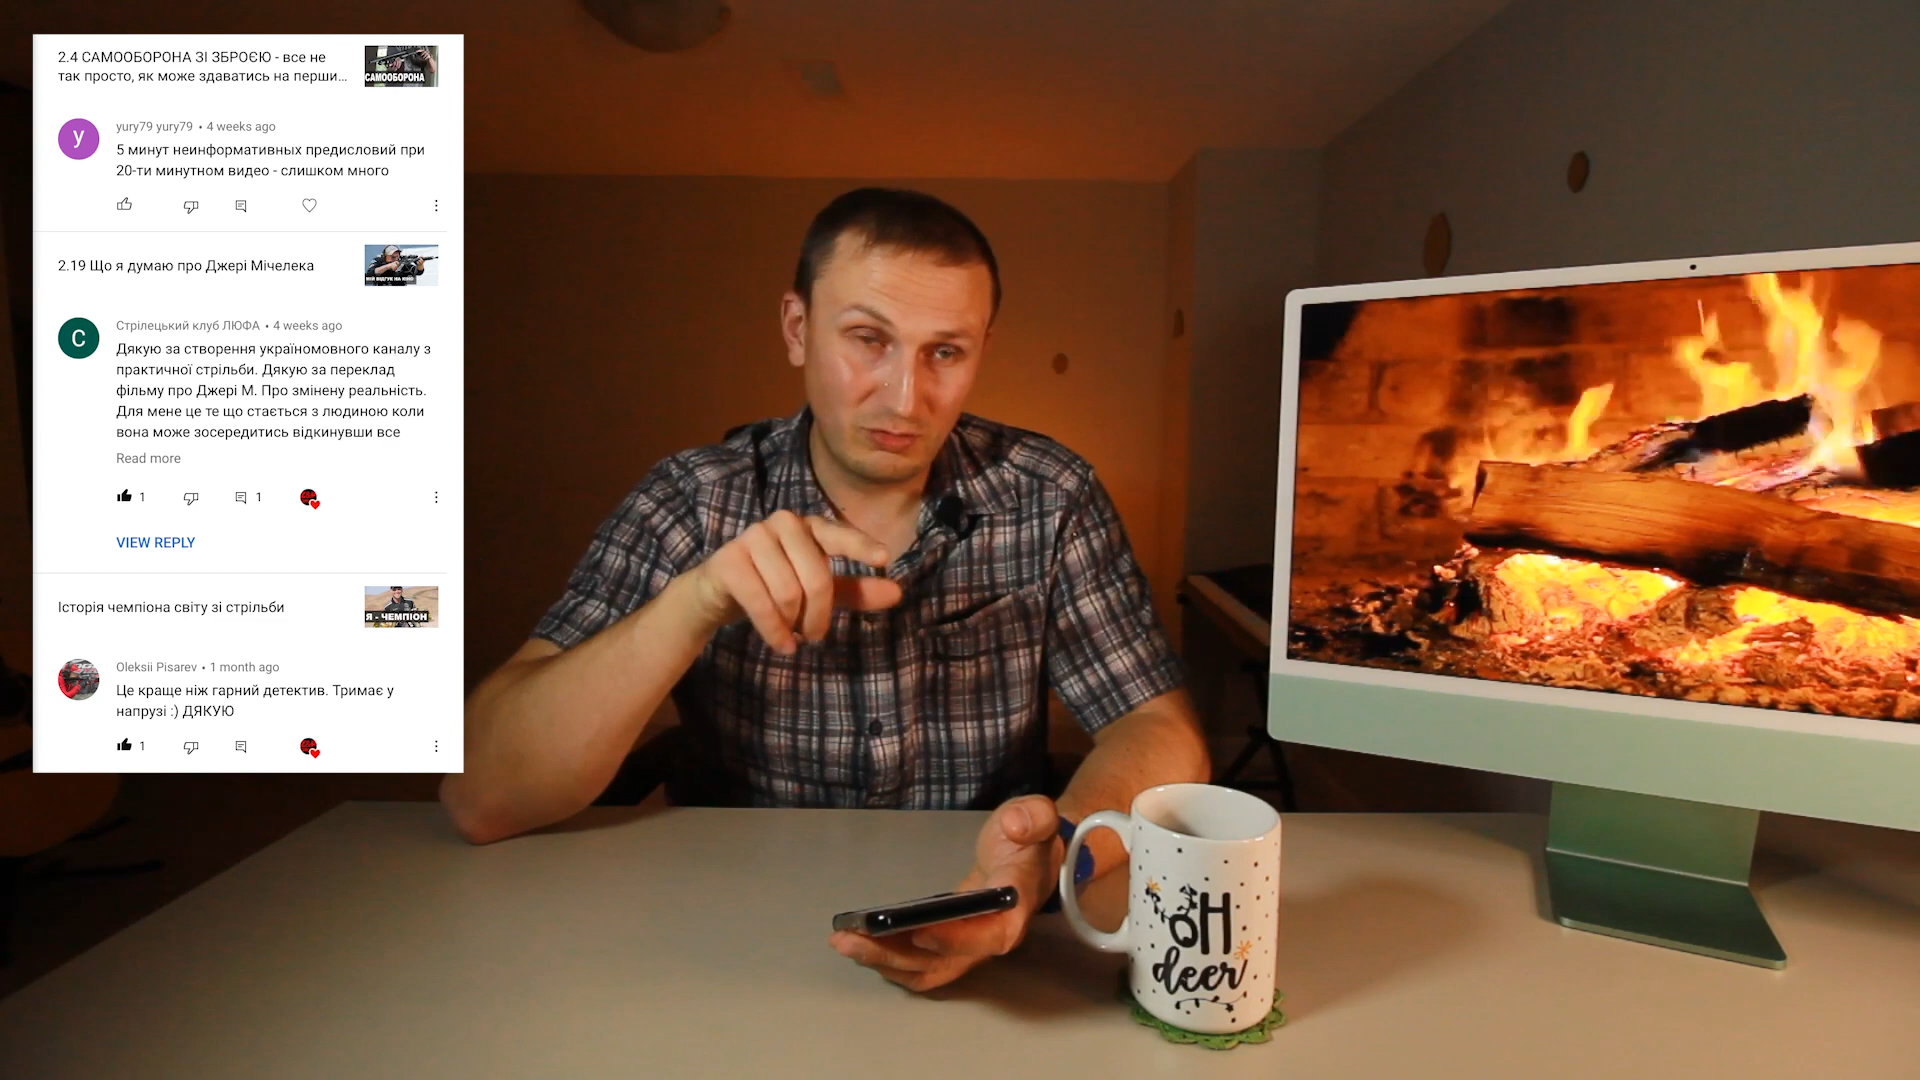 2.4 САМООБОРОНА ЗІ ЗБРОЄЮ - все не
так просто, як може здаватись на перши...
САМООБОРОНА
y
yury79 yury79 • 4 weeks ago
5 минут неинформативных предисловий при
20-ти минутном видео - слишком много
2.19 Що я думаю про Джері Мічелека
С
Стрілецький клуб ЛЮФА • 4 weeks ago
Дякую за створення україномовного каналу з
практичної стрільби. Дякую за переклад
фільму про Джері М. Про змінену реальність.
Для мене це те що стається з людиною коли
вона може зосередитись відкинувши все
Read more
1
1
VIEW REPLY
Історія чемпіона світу зі стрільби
Я - ЧЕМПІОН
Oleksii Pisarev • 1 month ago
Це краще ніж гарний детектив. Тримає у
напрузі :) ДЯКУЮ
1
oH
deer